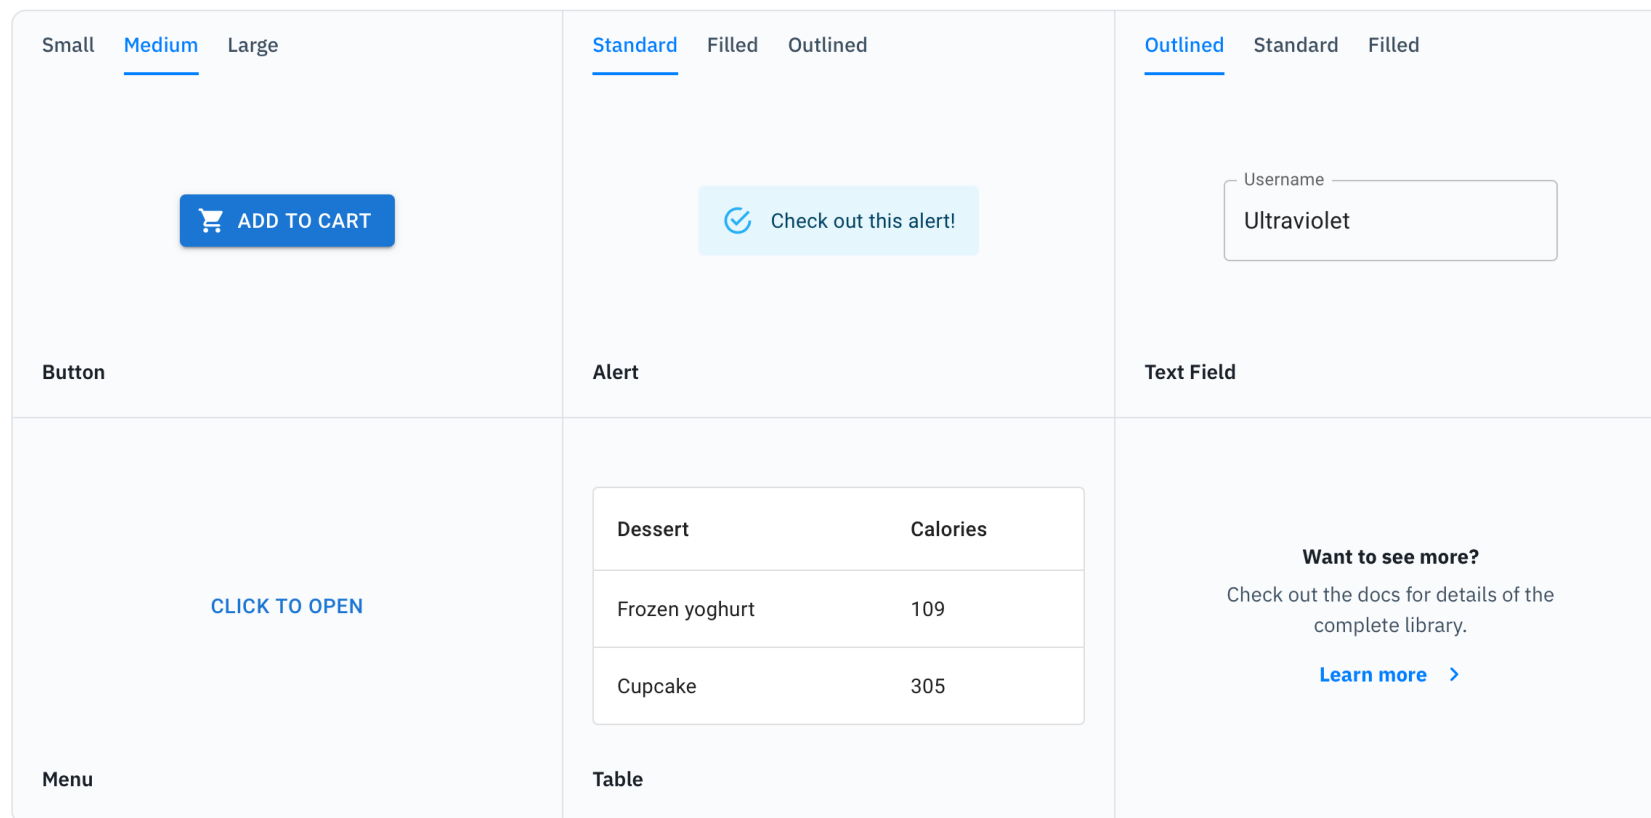 Small Medium Large
ADD TO CART
Button
Standard Filled Outlined
Check out this alert!
Alert
Outlined Standard Filled
Username
Ultraviolet
Text Field
CLICK TO OPEN
Menu
Dessert Calories
Frozen yoghurt 109
Cupcake 305
Table
Want to see more?
Check out the docs for details of the
complete library.
Learn more